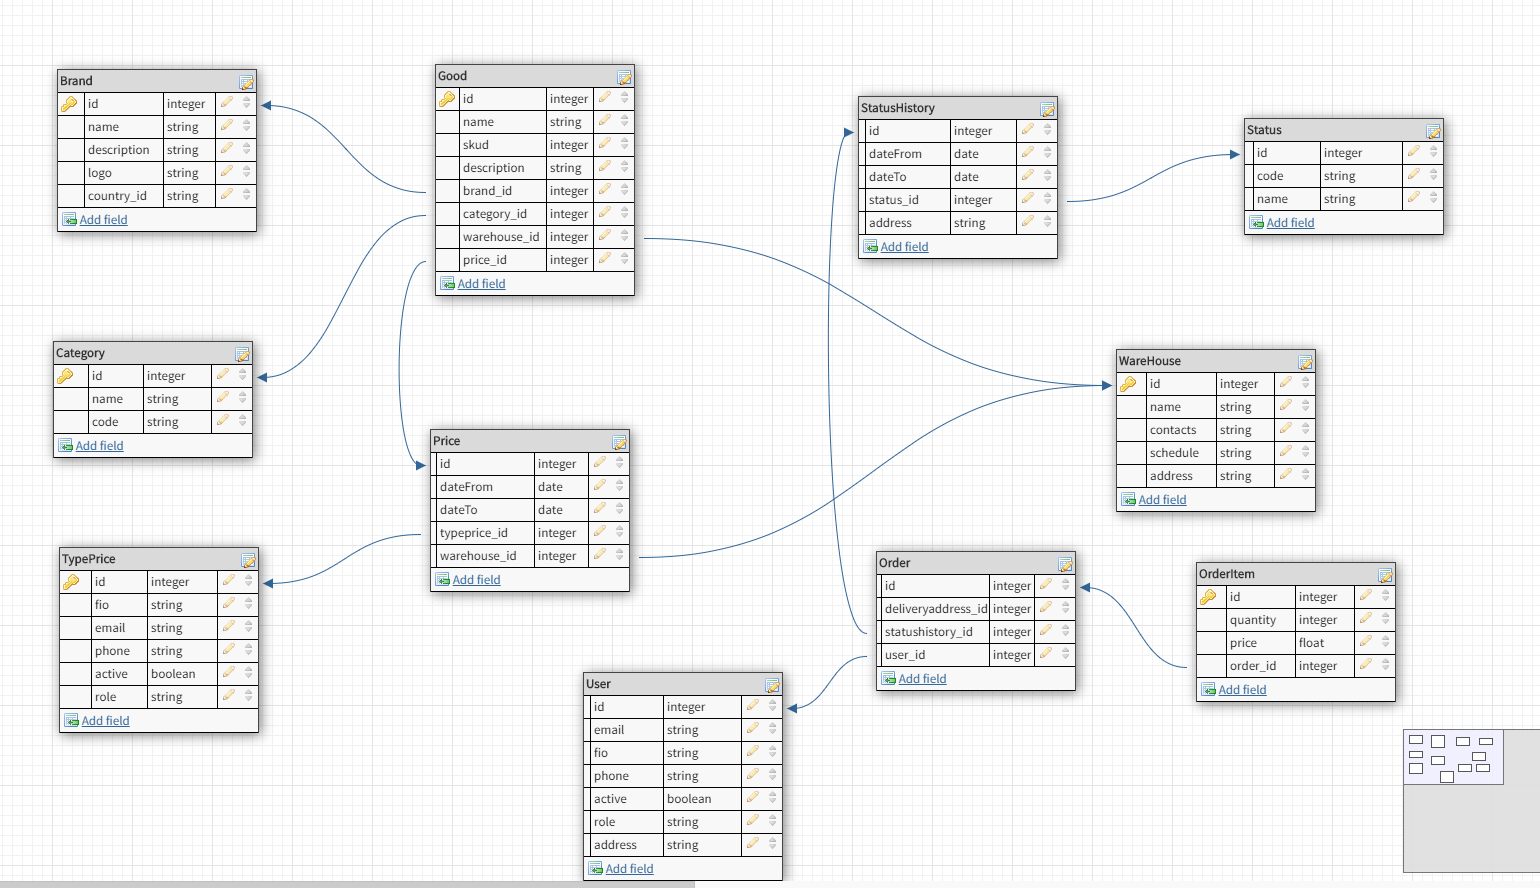 Brand
id integer
name string
description string
logo string
country_id string
Add field
Good
id integer
name string
skud integer
description string
brand_id integer
category_id integer
warehouse_id integer
price_id integer
Add field
StatusHistory
id integer
dateFrom date
dateTo date
status_id integer
address string
Add field
Status
id integer
code string
name string
Add field
Category
id integer
name string
code string
Add field
Price
id integer
dateFrom date
dateTo date
typeprice_id integer
warehouse_id integer
Add field
WareHouse
id integer
name string
contacts string
schedule string
address string
Add field
TypePrice
id integer
fio string
email string
phone string
active boolean
role string
Add field
Order
id integer
deliveryaddress_id integer
statushistory_id integer
user_id integer
Add field
OrderItem
id integer
quantity integer
price float
order_id integer
Add field
User
id integer
email string
fio string
phone string
active boolean
role string
address string
Add field